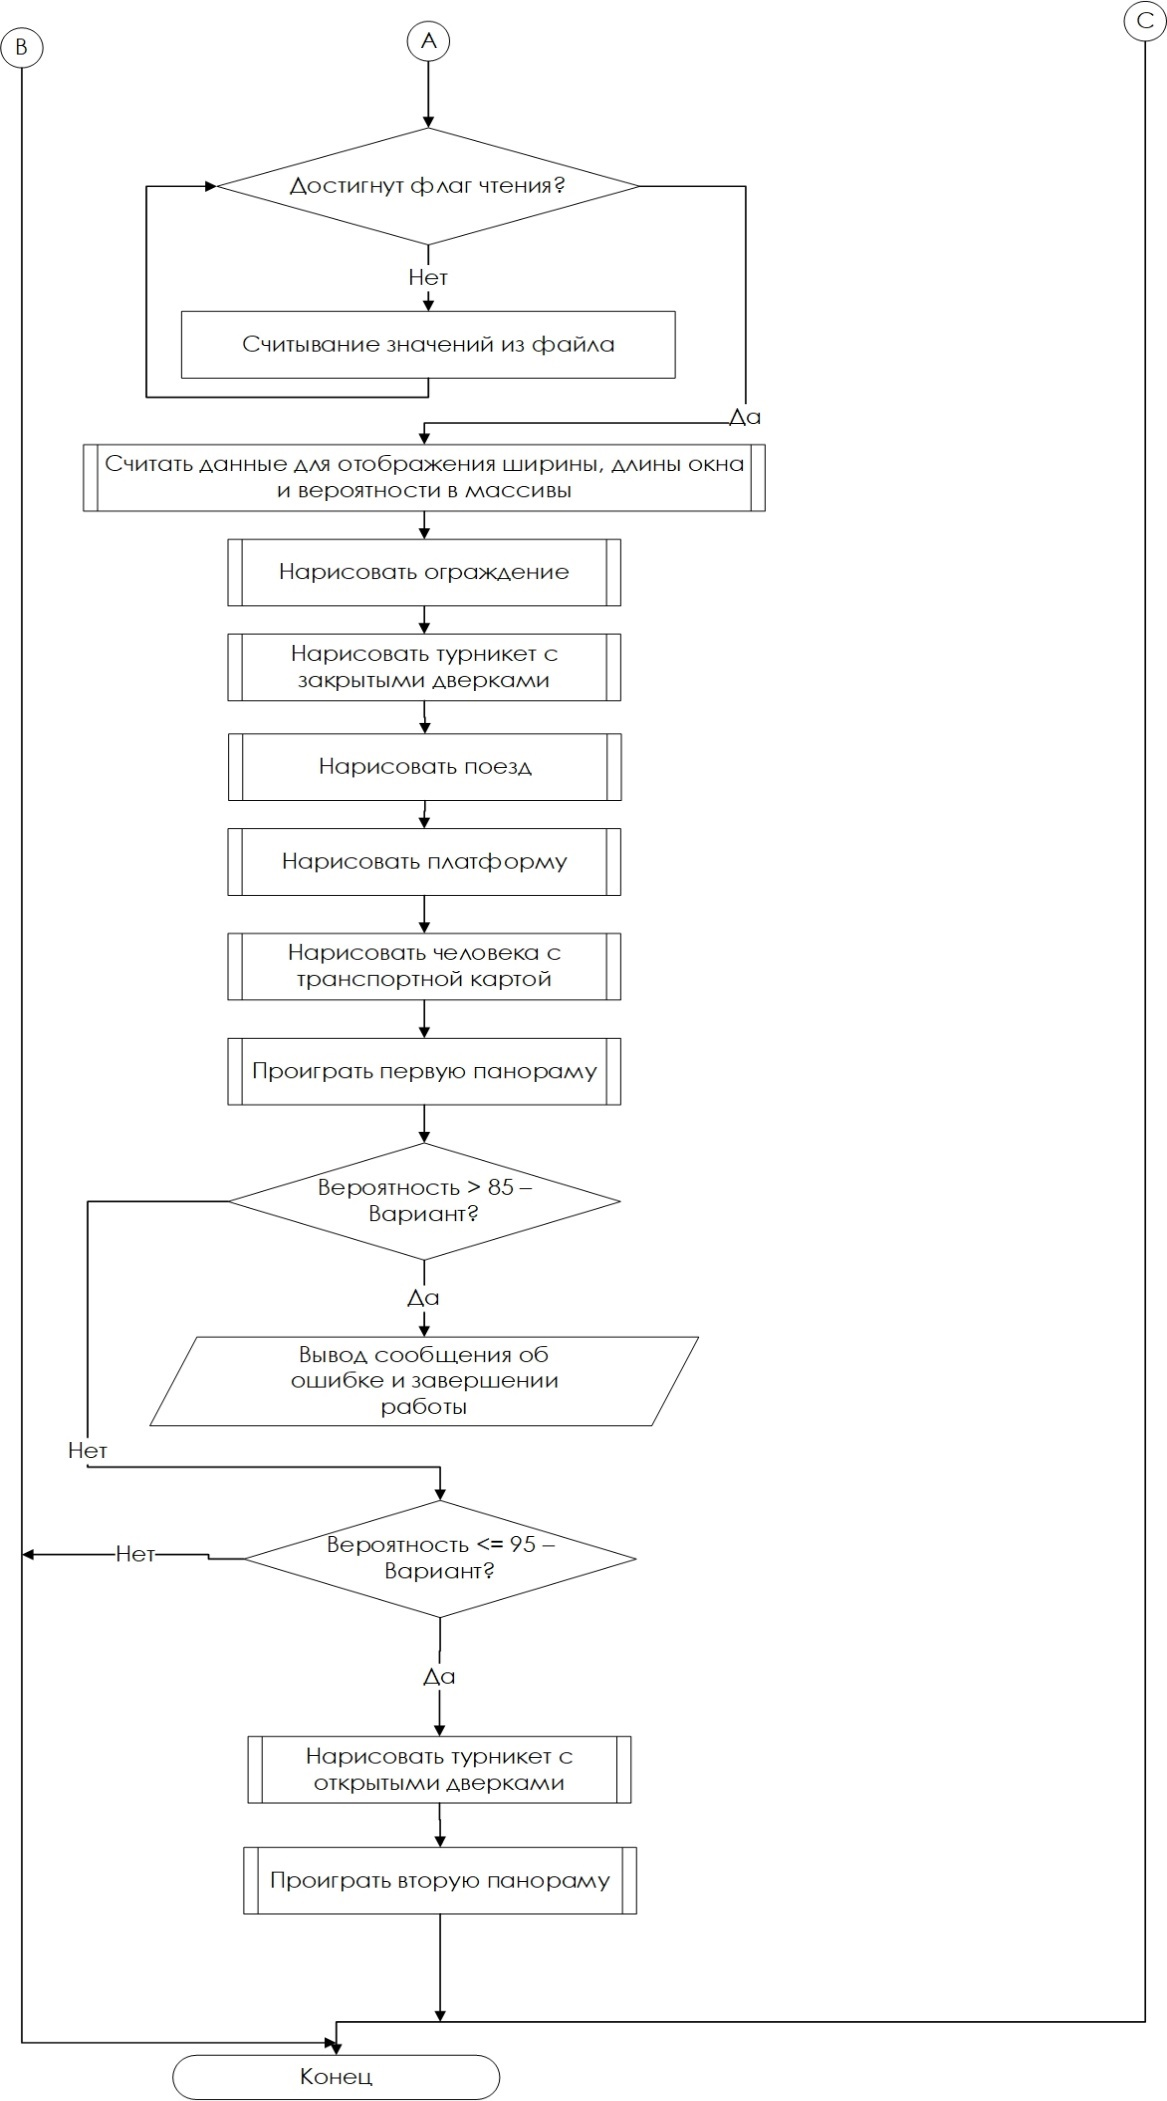 B
A
C
Достигнут флаг чтения?
Нет
Считывание значений из файла
Да
Считать данные для отображения ширины, длины окна
и вероятности в массивы
Нарисовать ограждение
Нарисовать турникет с
закрытыми дверками
Нарисовать поезд
Нарисовать платформу
Нарисовать человека с
транспортной картой
Проиграть первую панораму
Вероятность > 85 –
Вариант?
Да
Вывод сообщения об
ошибке и завершении
работы
Нет
Вероятность <= 95 –
Вариант?
Нет
Да
Нарисовать турникет с
открытыми дверками
Проиграть вторую панораму
Конец